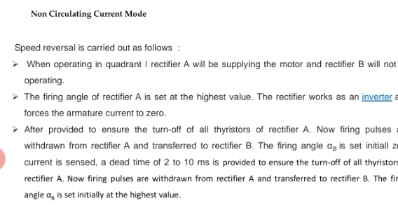 Non Circulating Current Mode
Speed reversal is carried out as follows :
➢ When operating in quadrant I rectifier A will be supplying the motor and rectifier B will not
operating.
➢ The firing angle of rectifier A is set at the highest value. The rectifier works as an inverter a
forces the armature current to zero.
➢ After provided to ensure the turn-off of all thyristors of rectifier A. Now firing pulses
withdrawn from rectifier A and transferred to rectifier B. The firing angle αB is set initiall z
current is sensed, a dead time of 2 to 10 ms is provided to ensure the turn-off of all thyristors
rectifier A. Now firing pulses are withdrawn from rectifier A and transferred to rectifier B. The fir
angle αB is set initially at the highest value.